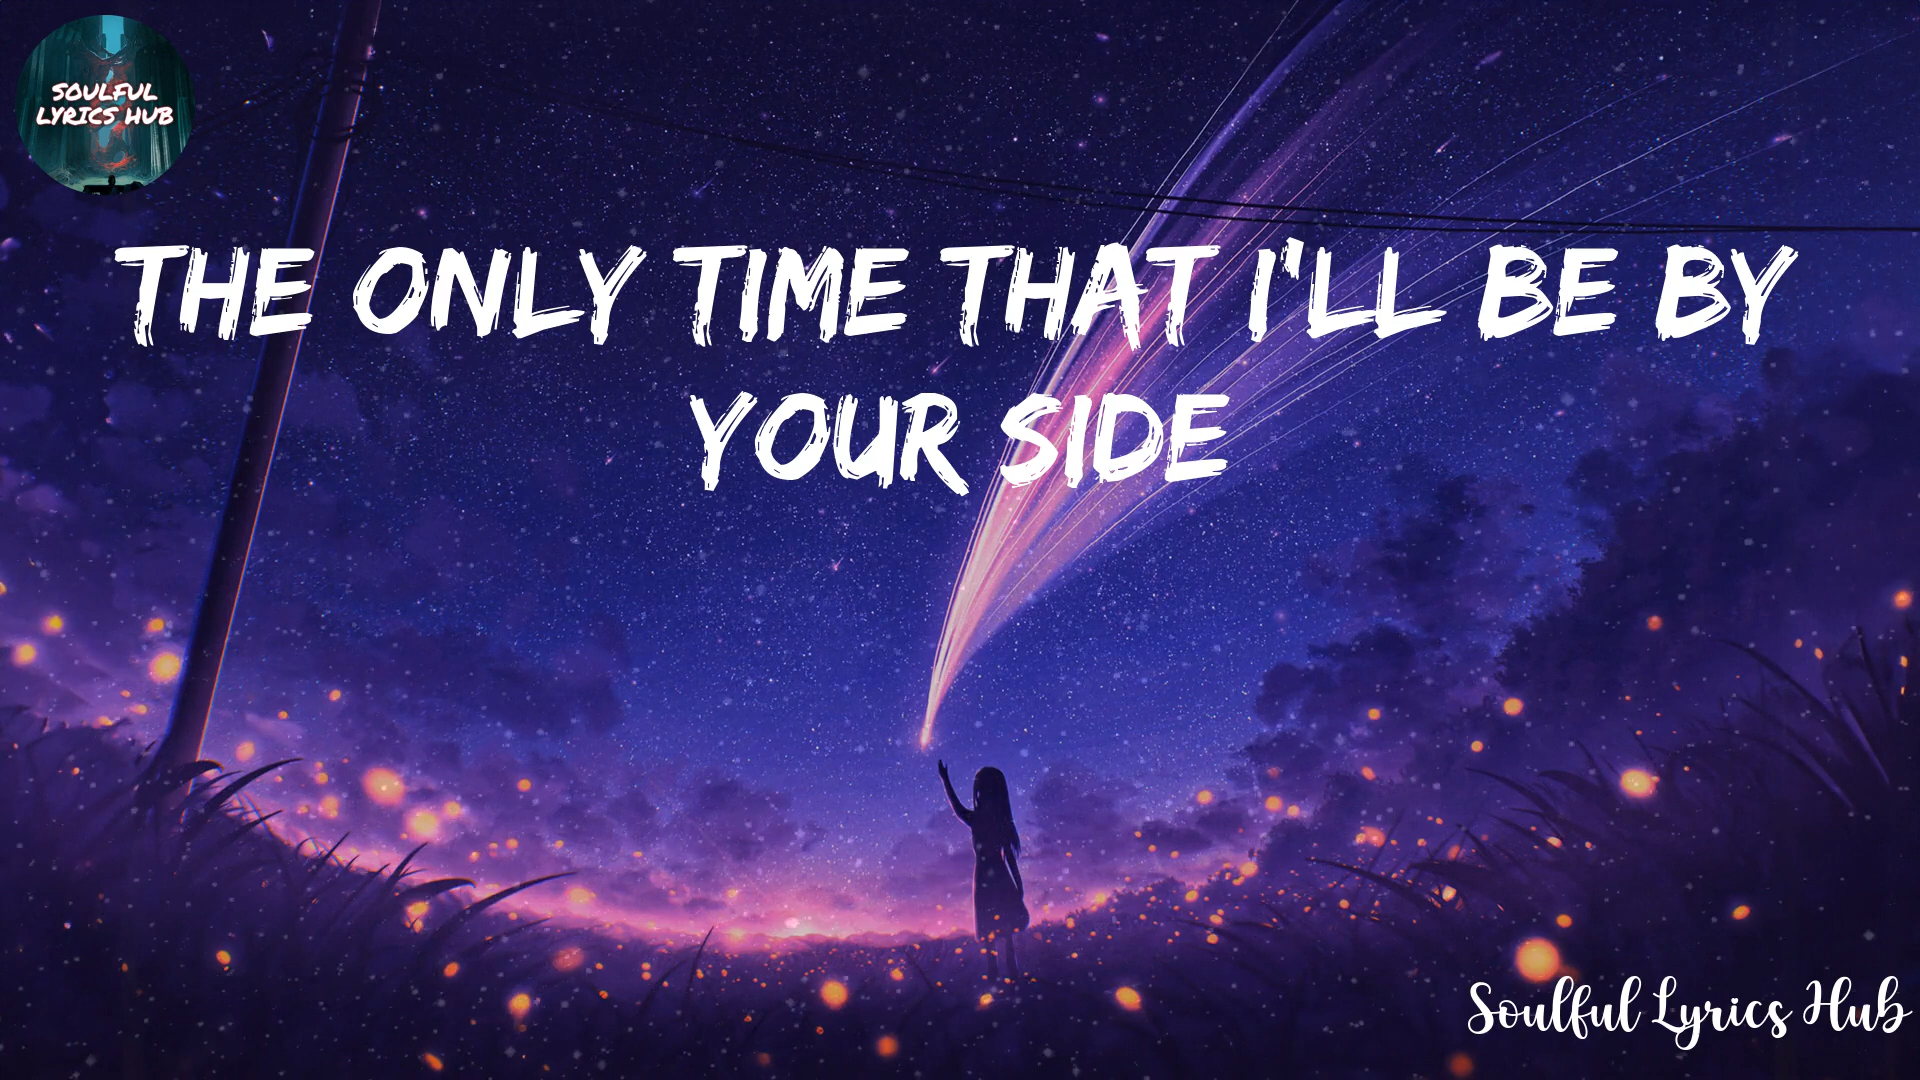 SOULFUL
LYRICS HUB
THE ONLY TIME THAT I'LL BE BY
YOUR SIDE
Soulful Lyrics Hub